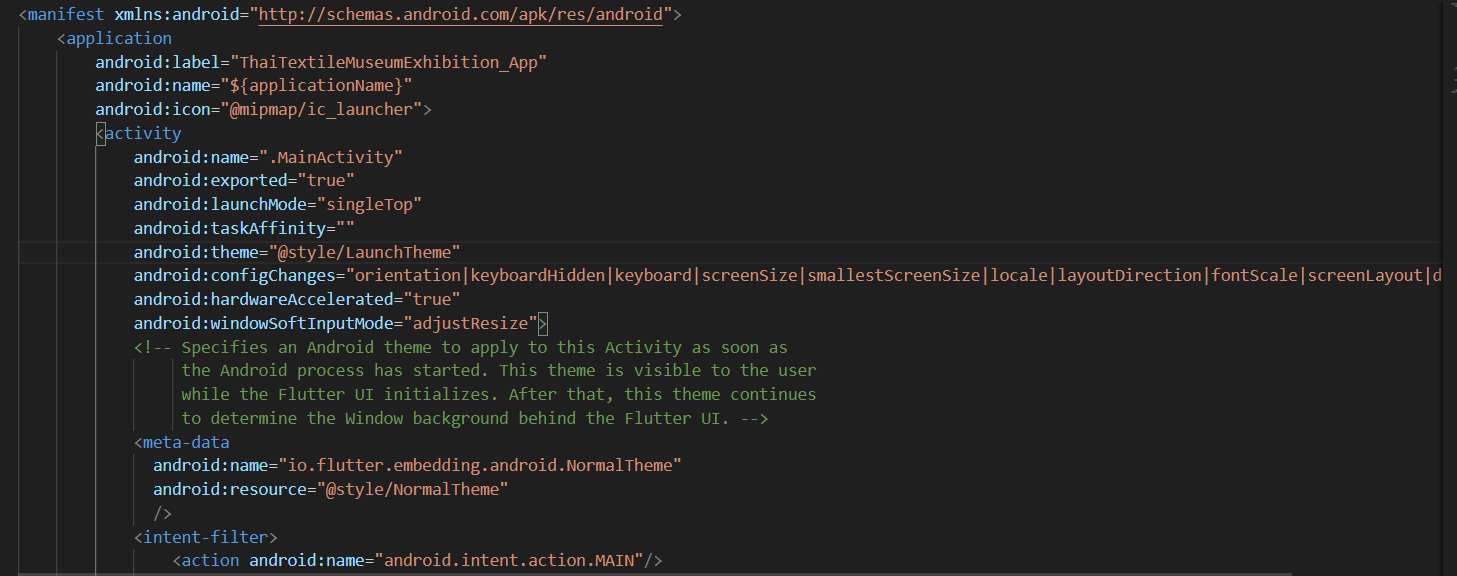 <manifest xmlns:android="http://schemas.android.com/apk/res/android">
    <application
        android:label="ThaiTextileMuseumExhibition_App"
        android:name="${applicationName}"
        android:icon="@mipmap/ic_launcher">
        <activity
            android:name=".MainActivity"
            android:exported="true"
            android:launchMode="singleTop"
            android:taskAffinity=""
            android:theme="@style/LaunchTheme"
            android:configChanges="orientation|keyboardHidden|keyboard|screenSize|smallestScreenSize|locale|layoutDirection|fontScale|screenLayout|d
            android:hardwareAccelerated="true"
            android:windowSoftInputMode="adjustResize">
            <!-- Specifies an Android theme to apply to this Activity as soon as
                 the Android process has started. This theme is visible to the user
                 while the Flutter UI initializes. After that, this theme continues
                 to determine the Window background behind the Flutter UI. -->
            <meta-data
              android:name="io.flutter.embedding.android.NormalTheme"
              android:resource="@style/NormalTheme"
              />
            <intent-filter>
                <action android:name="android.intent.action.MAIN"/>